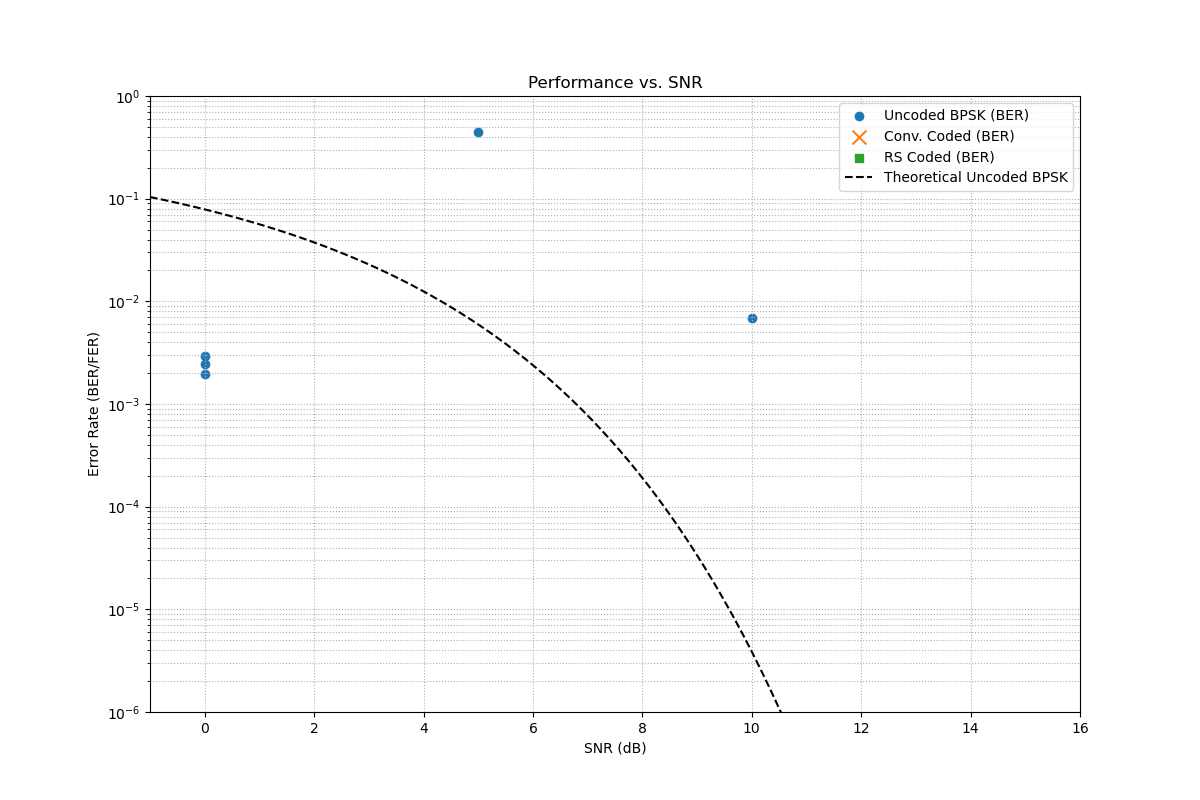 Performance vs. SNR
Uncoded BPSK (BER)
Conv. Coded (BER)
RS Coded (BER)
Theoretical Uncoded BPSK
Error Rate (BER/FER)
10⁰
10⁻¹
10⁻²
10⁻³
10⁻⁴
10⁻⁵
10⁻⁶
0 2 4 6 8 10 12 14 16
SNR (dB)